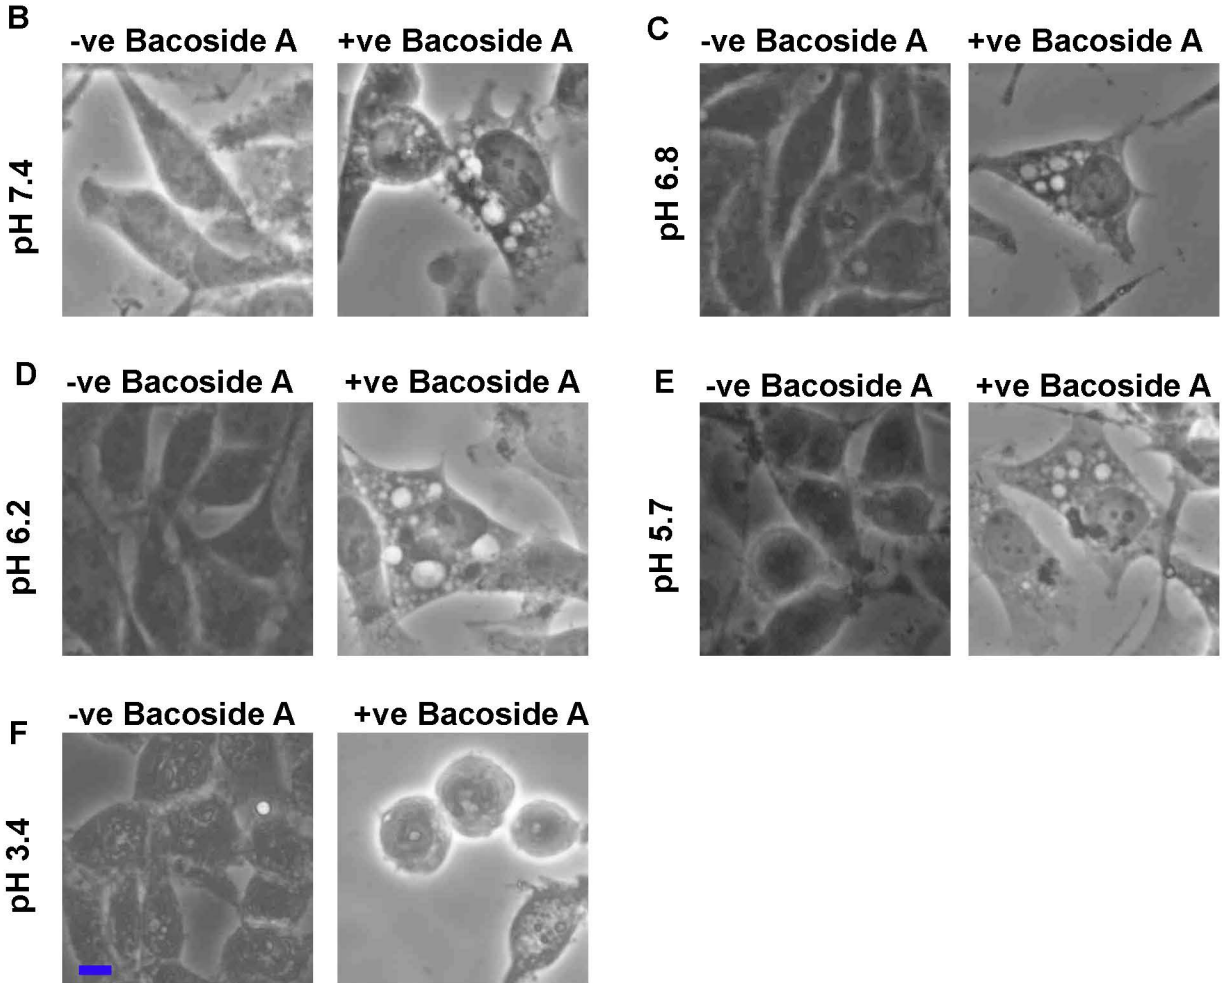 B
-ve Bacoside A
+ve Bacoside A
pH 7.4
C
-ve Bacoside A
+ve Bacoside A
pH 6.8
D
-ve Bacoside A
+ve Bacoside A
pH 6.2
E
-ve Bacoside A
+ve Bacoside A
pH 5.7
F
-ve Bacoside A
+ve Bacoside A
pH 3.4